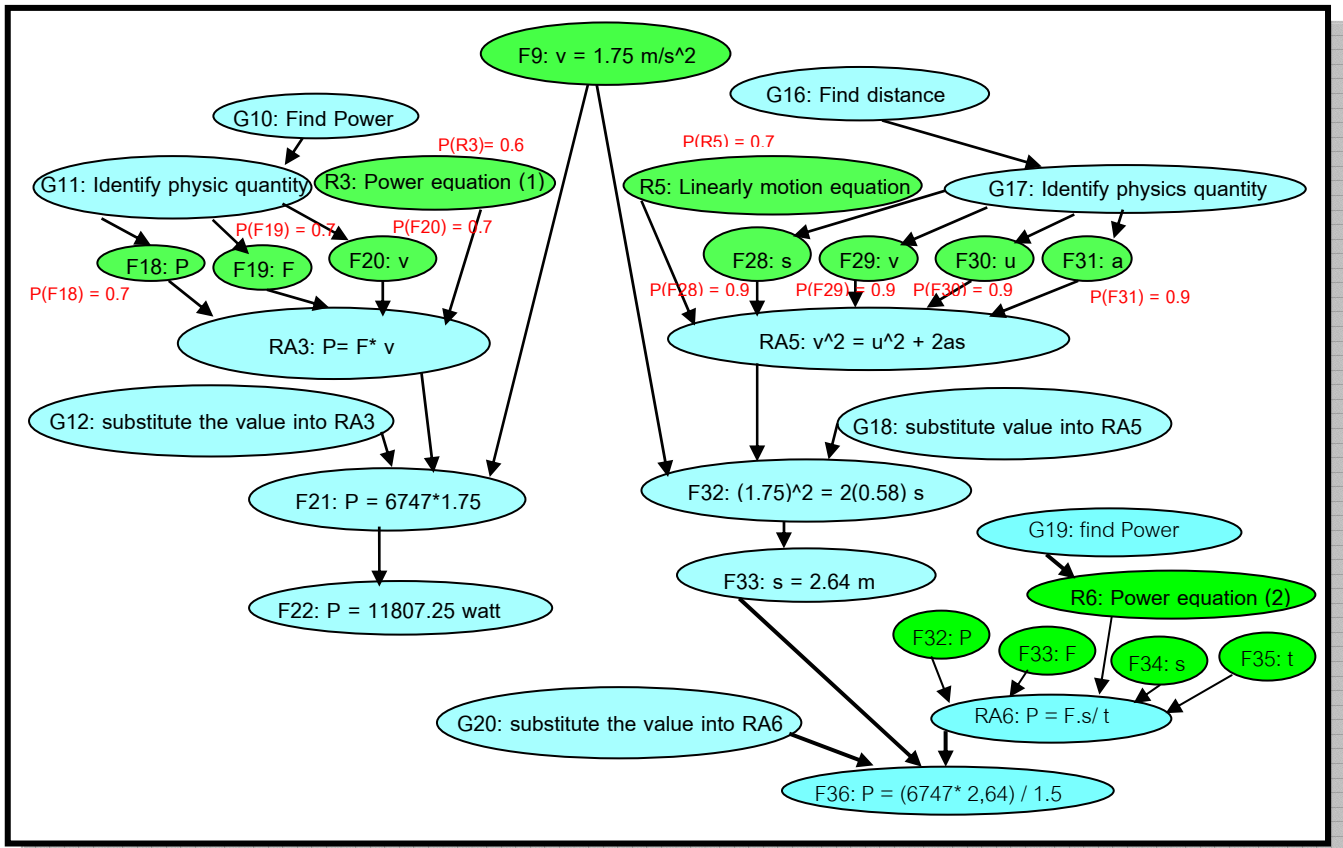 F9: v = 1.75 m/s^2
G16: Find distance
G10: Find Power
P(R3)= 0.6
P(R5) = 0.7
G11: Identify physic quantity
R3: Power equation (1)
R5: Linearly motion equation
G17: Identify physics quantity
P(F19) = 0.7
P(F20) = 0.7
F18: P
F19: F
F20: v
F28: s
F29: v
F30: u
F31: a
P(F18) = 0.7
P(F28) = 0.9
P(F29) = 0.9
P(F30) = 0.9
P(F31) = 0.9
RA3: P= F* v
RA5: v^2 = u^2 + 2as
G12: substitute the value into RA3
G18: substitute value into RA5
F21: P = 6747*1.75
F32: (1.75)^2 = 2(0.58) s
G19: find Power
F33: s = 2.64 m
R6: Power equation (2)
F22: P = 11807.25 watt
F32: P
F33: F
F34: s
F35: t
RA6: P = F.s/ t
G20: substitute the value into RA6
F36: P = (6747* 2,64) / 1.5